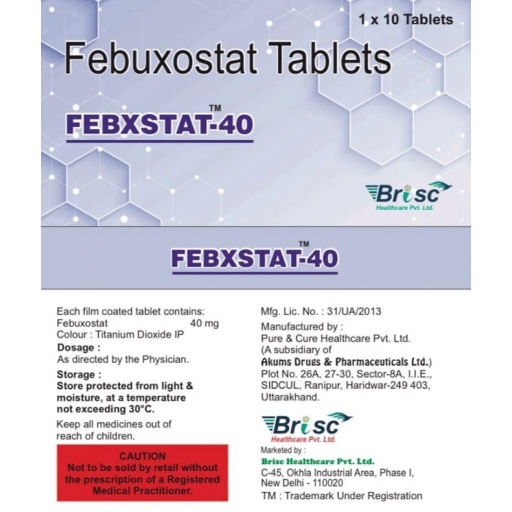 1 x 10 Tablets
Febuxostat Tablets
FEBXSTAT-40™
Brisc
Healthcare Pvt. Ltd.
FEBXSTAT-40™
Each film coated tablet contains:
Febuxostat 40 mg
Colour : Titanium Dioxide IP
Dosage :
As directed by the Physician.
Storage :
Store protected from light &
moisture, at a temperature
not exceeding 30°C.
Keep all medicines out of
reach of children.
CAUTION
Not to be sold by retail without
the prescription of a Registered
Medical Practitioner.
Mfg. Lic. No. : 31/UA/2013
Manufactured by :
Pure & Cure Healthcare Pvt. Ltd.
(A subsidiary of
Akums Drugs & Pharmaceuticals Ltd.)
Plot No. 26A, 27-30, Sector-8A, I.I.E.,
SIDCUL, Ranipur, Haridwar-249 403,
Uttarakhand.
Brisc
Healthcare Pvt. Ltd.
Marketed by :
Brisc Healthcare Pvt. Ltd.
C-45, Okhla Industrial Area, Phase I,
New Delhi - 110020
TM : Trademark Under Registration